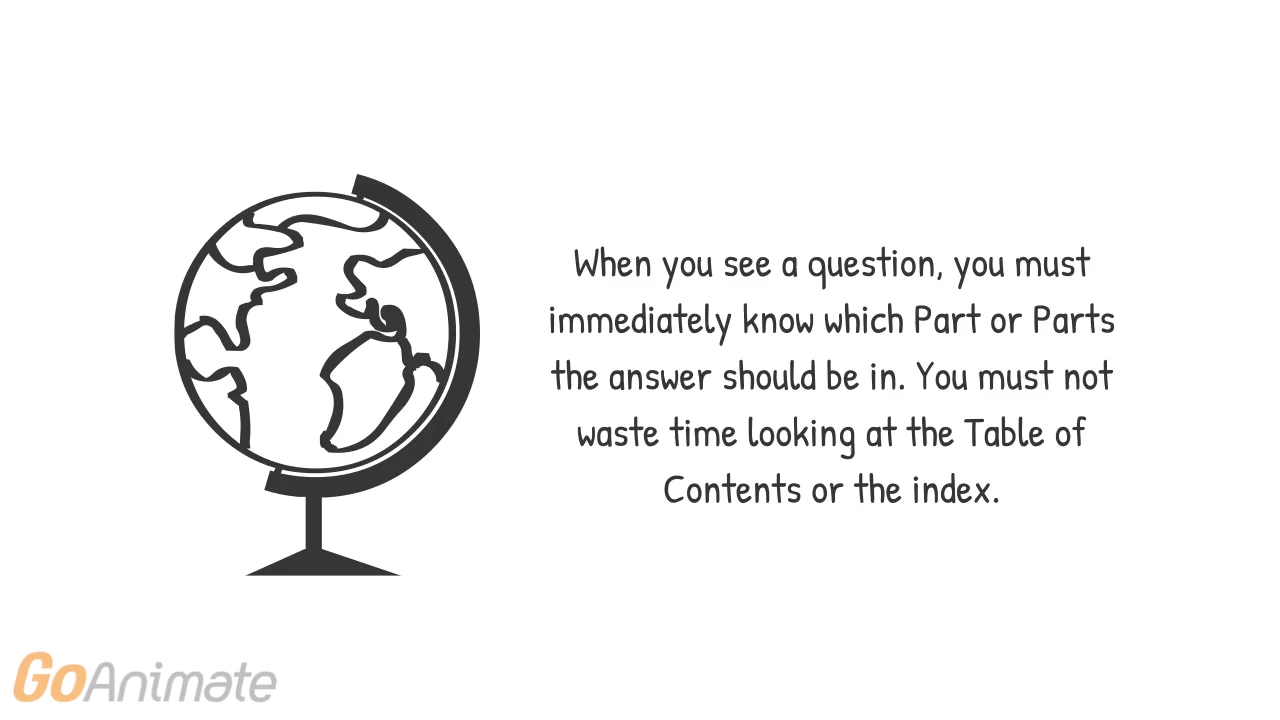 When you see a question, you must
immediately know which Part or Parts
the answer should be in. You must not
waste time looking at the Table of
Contents or the index.
GoAnimate